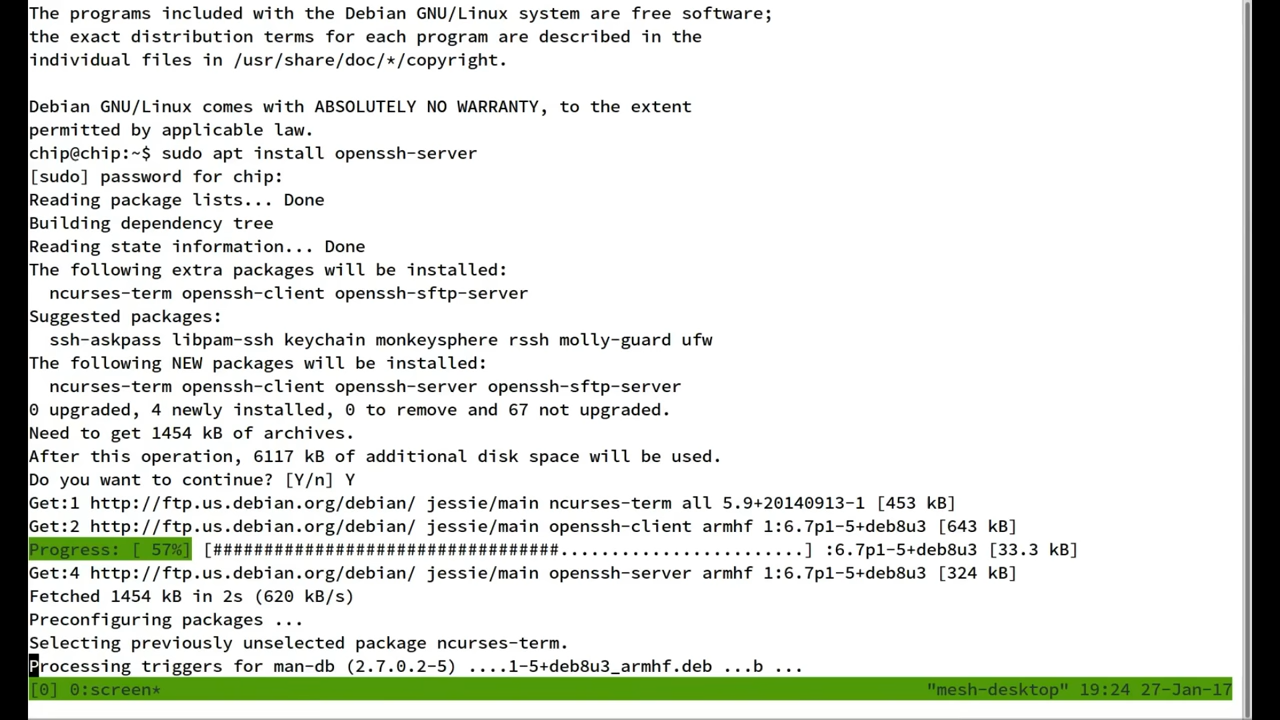 The programs included with the Debian GNU/Linux system are free software;
the exact distribution terms for each program are described in the
individual files in /usr/share/doc/*/copyright.
Debian GNU/Linux comes with ABSOLUTELY NO WARRANTY, to the extent
permitted by applicable law.
chip@chip:~$ sudo apt install openssh-server
[sudo] password for chip:
Reading package lists... Done
Building dependency tree
Reading state information... Done
The following extra packages will be installed:
  ncurses-term openssh-client openssh-sftp-server
Suggested packages:
  ssh-askpass libpam-ssh keychain monkeysphere rssh molly-guard ufw
The following NEW packages will be installed:
  ncurses-term openssh-client openssh-server openssh-sftp-server
0 upgraded, 4 newly installed, 0 to remove and 67 not upgraded.
Need to get 1454 kB of archives.
After this operation, 6117 kB of additional disk space will be used.
Do you want to continue? [Y/n] Y
Get:1 http://ftp.us.debian.org/debian/ jessie/main ncurses-term all 5.9+20140913-1 [453 kB]
Get:2 http://ftp.us.debian.org/debian/ jessie/main openssh-client armhf 1:6.7p1-5+deb8u3 [643 kB]
Progress: [ 57%] [##################################........................] :6.7p1-5+deb8u3 [33.3 kB]
Get:4 http://ftp.us.debian.org/debian/ jessie/main openssh-server armhf 1:6.7p1-5+deb8u3 [324 kB]
Fetched 1454 kB in 2s (620 kB/s)
Preconfiguring packages ...
Selecting previously unselected package ncurses-term.
Processing triggers for man-db (2.7.0.2-5) ....1-5+deb8u3_armhf.deb ...b ...
[0] 0:screen* "mesh-desktop" 19:24 27-Jan-17